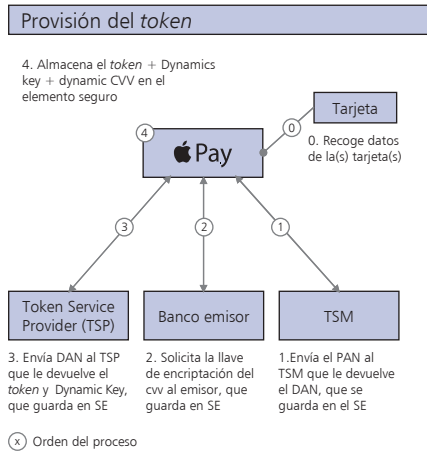 Provisión del token
4. Almacena el token + Dynamics
key + dynamic CVV en el
elemento seguro
Tarjeta
0
0. Recoge datos
de la(s) tarjeta(s)
4
Pay
3
2
1
Token Service
Provider (TSP)
Banco emisor
TSM
3. Envía DAN al TSP
que le devuelve el
token y Dynamic Key,
que guarda en SE
2. Solicita la llave
de encriptación del
cvv al emisor, que
guarda en SE
1.Envía el PAN al
TSM que le devuelve
el DAN, que se
guarda en el SE
x Orden del proceso